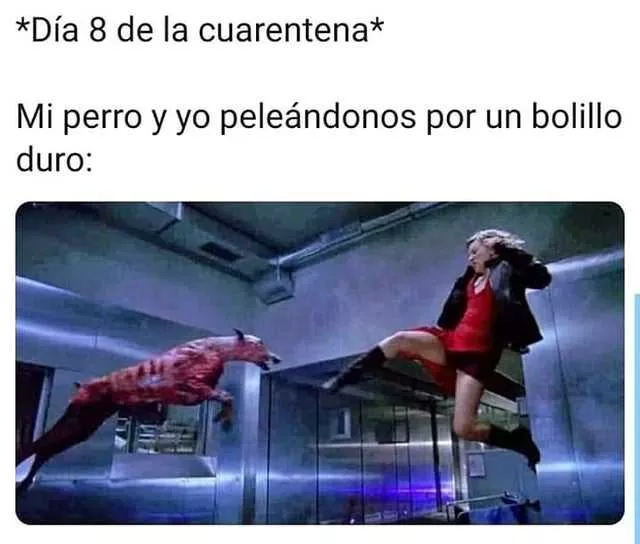 *Día 8 de la cuarentena*
Mi perro y yo peleándonos por un bolillo
duro: